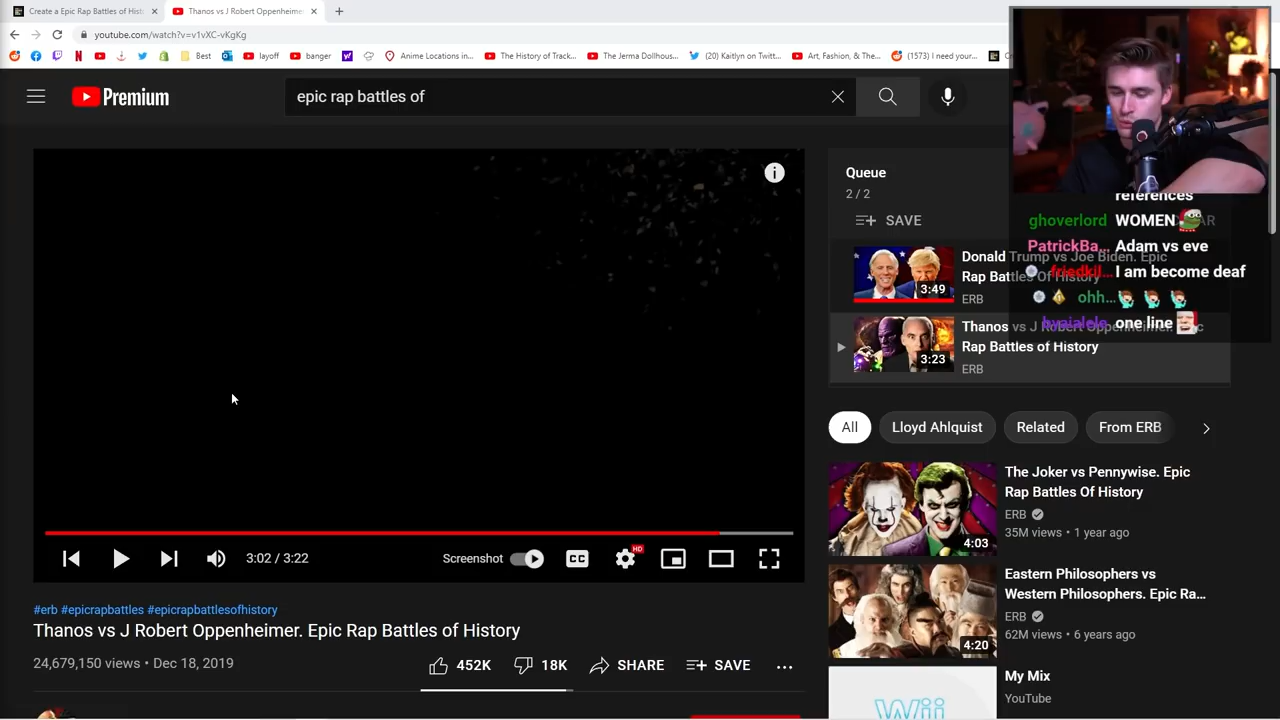 Create a Epic Rap Battles of Hist
Thanos vs J Robert Oppenheimer
youtube.com/watch?v=v1vXC-vKgKg
Best
layoff
banger
Anime Locations in...
The History of Track...
The Jerma Dollhous...
(20) Kaitlyn on Twitt...
Art, Fashion, & The...
(1573) I need your...
Premium
epic rap battles of
Queue
2 / 2
SAVE
Donald Trump vs Joe Biden. Epic
Rap Battles Of History
ERB
3:49
Thanos vs J Robert Oppenheimer. Epic
Rap Battles of History
ERB
3:23
references
ghoverlord WOMEN
PatrickBa... Adam vs eve
friedkil... I am become deaf
ohh...
one line
All
Lloyd Ahlquist
Related
From ERB
The Joker vs Pennywise. Epic
Rap Battles Of History
ERB
35M views • 1 year ago
4:03
Eastern Philosophers vs
Western Philosophers. Epic Ra...
ERB
62M views • 6 years ago
4:20
My Mix
YouTube
Wii
3:02 / 3:22
Screenshot
CC
HD
#erb #epicrapbattles #epicrapbattlesofhistory
Thanos vs J Robert Oppenheimer. Epic Rap Battles of History
24,679,150 views • Dec 18, 2019
452K
18K
SHARE
SAVE